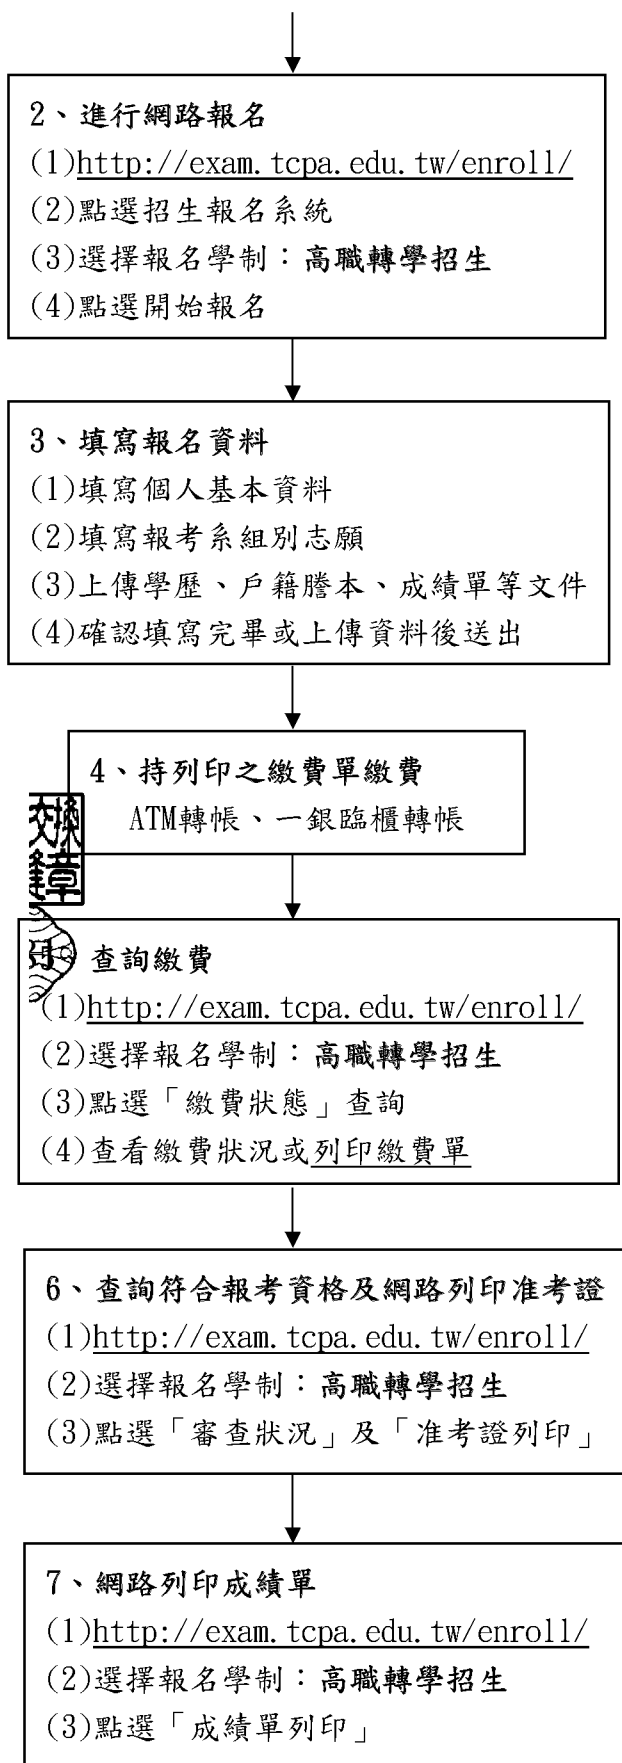 2、進行網路報名
(1)http://exam.tcpa.edu.tw/enroll/
(2)點選招生報名系統
(3)選擇報名學制：高職轉學招生
(4)點選開始報名
3、填寫報名資料
(1)填寫個人基本資料
(2)填寫報考系組別志願
(3)上傳學歷、戶籍謄本、成績單等文件
(4)確認填寫完畢或上傳資料後送出
4、持列印之繳費單繳費
ATM轉帳、一銀臨櫃轉帳
交換
章
查詢繳費
(1)http://exam.tcpa.edu.tw/enroll/
(2)選擇報名學制：高職轉學招生
(3)點選「繳費狀態」查詢
(4)查看繳費狀況或列印繳費單
6、查詢符合報考資格及網路列印准考證
(1)http://exam.tcpa.edu.tw/enroll/
(2)選擇報名學制：高職轉學招生
(3)點選「審查狀況」及「准考證列印」
7、網路列印成績單
(1)http://exam.tcpa.edu.tw/enroll/
(2)選擇報名學制：高職轉學招生
(3)點選「成績單列印」